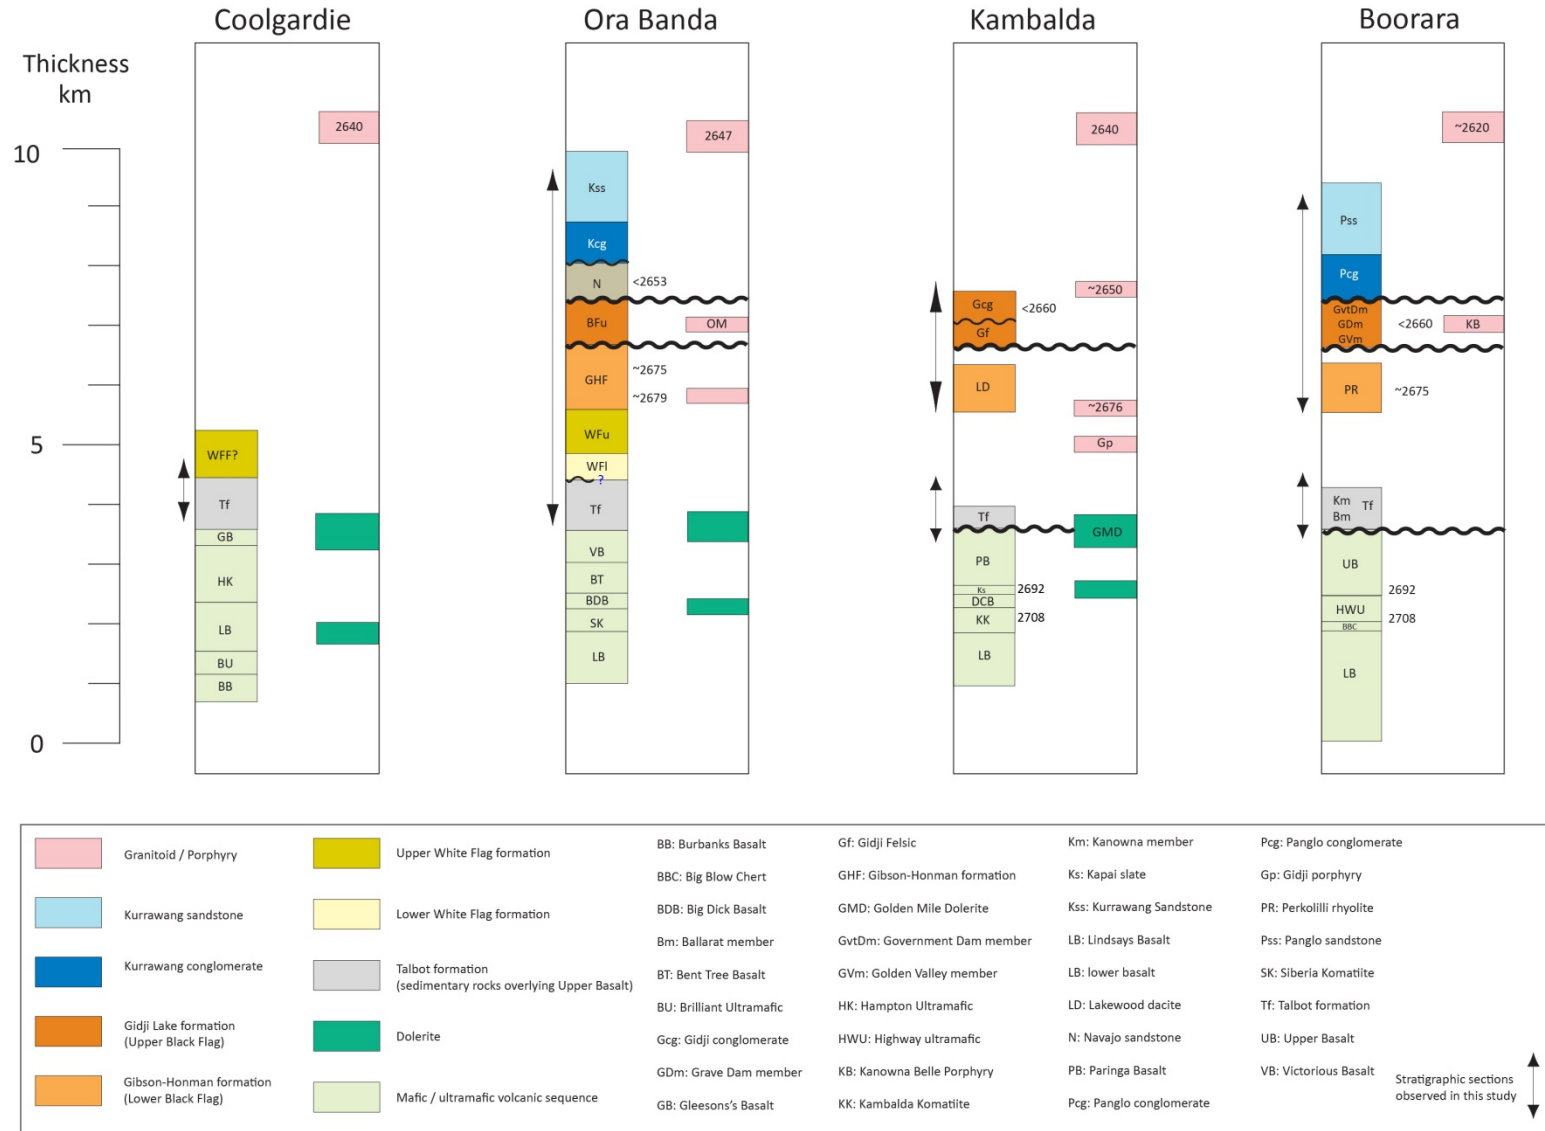 Coolgardie
Ora Banda
Kambalda
Boorara
Thickness
km
10
5
0
2640
WFF?
Tf
GB
HK
LB
BU
BB
2647
Kss
Kcg
N
<2653
BFu
OM
GHF
~2675
~2679
WFu
WFl
?
Tf
VB
BT
BDB
SK
LB
2640
~2650
Gcg
<2660
Gf
LD
~2676
Gp
Tf
GMD
PB
Ks
2692
DCB
KK
2708
LB
~2620
Pss
Pcg
GvtDm
GDm
GVm
<2660
KB
PR
~2675
Km
Tf
Bm
UB
2692
HWU
2708
BBC
LB
Granitoid / Porphyry
Kurrawang sandstone
Kurrawang conglomerate
Gidji Lake formation
(Upper Black Flag)
Gibson-Honman formation
(Lower Black Flag)
Upper White Flag formation
Lower White Flag formation
Talbot formation
(sedimentary rocks overlying Upper Basalt)
Dolerite
Mafic / ultramafic volcanic sequence
BB: Burbanks Basalt
BBC: Big Blow Chert
BDB: Big Dick Basalt
Bm: Ballarat member
BT: Bent Tree Basalt
BU: Brilliant Ultramafic
Gcg: Gidji conglomerate
GDm: Grave Dam member
GB: Gleesons's Basalt
Gf: Gidji Felsic
GHF: Gibson-Honman formation
GMD: Golden Mile Dolerite
GvtDm: Government Dam member
GVm: Golden Valley member
HK: Hampton Ultramafic
HWU: Highway ultramafic
KB: Kanowna Belle Porphyry
KK: Kambalda Komatiite
Km: Kanowna member
Ks: Kapai slate
Kss: Kurrawang Sandstone
LB: Lindsays Basalt
LB: lower basalt
LD: Lakewood dacite
N: Navajo sandstone
PB: Paringa Basalt
Pcg: Panglo conglomerate
Pcg: Panglo conglomerate
Gp: Gidji porphyry
PR: Perkolilli rhyolite
Pss: Panglo sandstone
SK: Siberia Komatiite
Tf: Talbot formation
UB: Upper Basalt
VB: Victorious Basalt
Stratigraphic sections
observed in this study